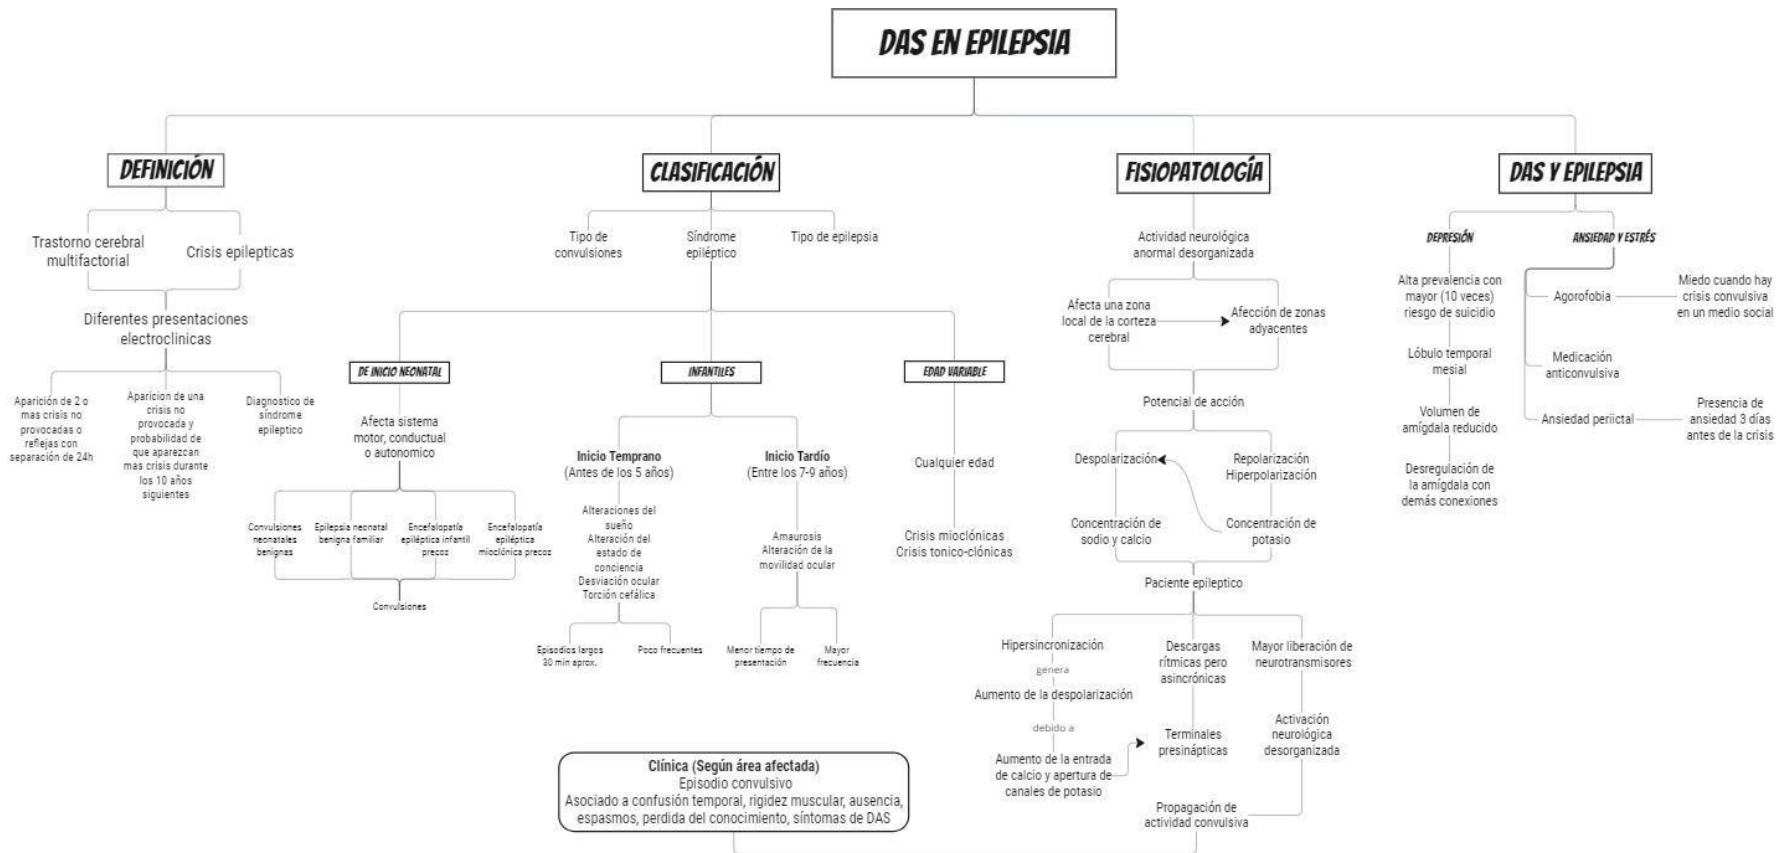 DAS EN EPILEPSIA
DEFINICIÓN
Trastorno cerebral
multifactorial
Crisis epilepticas
Diferentes presentaciones
electroclinicas
Aparición de 2 o
mas crisis no
provocadas o
reflejas con
separación de 24h
Aparicion de una
crisis no
provocada y
probabilidad de
que aparezcan
mas crisis durante
los 10 años
siguientes
Diagnostico de
síndrome
epileptico
CLASIFICACIÓN
Tipo de
convulsiones
Síndrome
epiléptico
Tipo de epilepsia
DE INICIO NEONATAL
Afecta sistema
motor, conductual
o autonomico
Convulsiones
neonatales
benignas
Epilepsia neonatal
benigna familiar
Encefalopatía
epiléptica infantil
precoz
Encefalopatía
epiléptica
mioclónica precoz
Convulsiones
INFANTILES
Inicio Temprano
(Antes de los 5 años)
Alteraciones del
sueño
Alteración del
estado de
conciencia
Desviación ocular
Torción cefálica
Episodios largos
30 min aprox.
Poco frecuentes
Inicio Tardío
(Entre los 7-9 años)
Amaurosis
Alteración de la
movilidad ocular
Menor tiempo de
presentación
Mayor
frecuencia
EDAD VARIABLE
Cualquier edad
Crisis mioclónicas
Crisis tonico-clónicas
Clínica (Según área afectada)
Episodio convulsivo
Asociado a confusión temporal, rigidez muscular, ausencia,
espasmos, perdida del conocimiento, síntomas de DAS
FISIOPATOLOGÍA
Actividad neurológica
anormal desorganizada
Afecta una zona
local de la corteza
cerebral
Afección de zonas
adyacentes
Potencial de acción
Despolarización
Repolarización
Hiperpolarización
Concentración de
sodio y calcio
Concentración de
potasio
Paciente epileptico
Hipersincronización
genera
Aumento de la despolarización
debido a
Aumento de la entrada
de calcio y apertura de
canales de potasio
Descargas
rítmicas pero
asincrónicas
Terminales
presinápticas
Mayor liberación de
neurotransmisores
Activación
neurológica
desorganizada
Propagación de
actividad convulsiva
DAS Y EPILEPSIA
DEPRESIÓN
Alta prevalencia con
mayor (10 veces)
riesgo de suicidio
Lóbulo temporal
mesial
Volumen de
amígdala reducido
Desregulación de
la amígdala con
demás conexiones
ANSIEDAD Y ESTRÉS
Agorofobia
Miedo cuando hay
crisis convulsiva
en un medio social
Medicación
anticonvulsiva
Ansiedad periictal
Presencia de
ansiedad 3 días
antes de la crisis